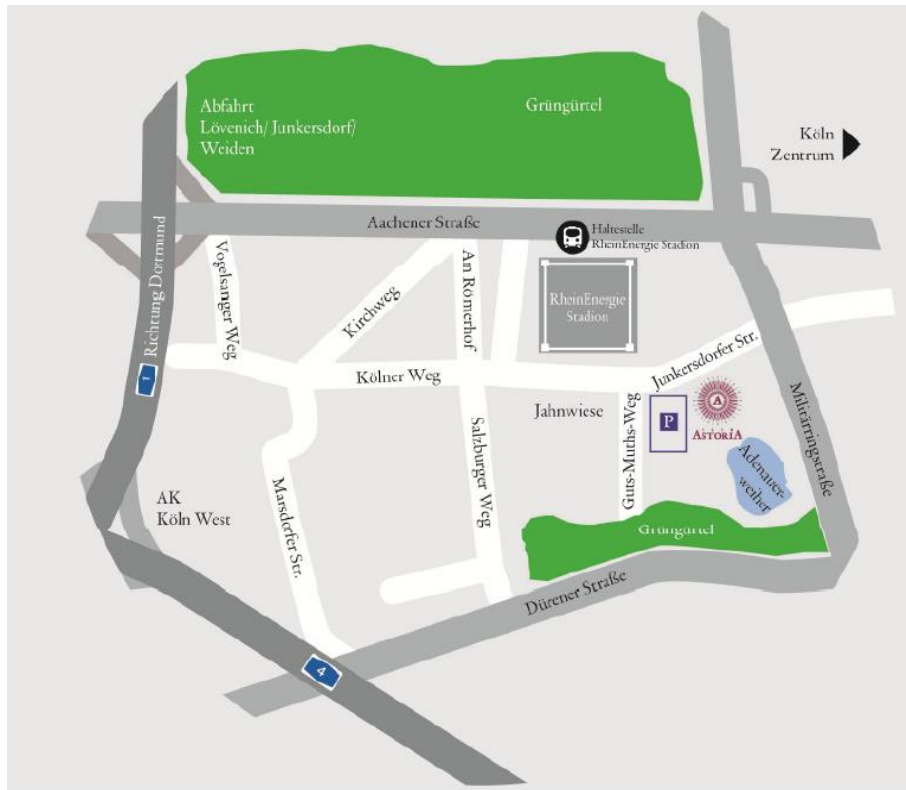 Abfahrt
Lövenich/ Junkersdorf/
Weiden
Grüngürtel
Köln
Zentrum
Aachener Straße
Haltestelle
RheinEnergie Stadion
Richtung Dortmund
1
Vogelsanger Weg
Kirchweg
An Römerhof
RheinEnergie
Stadion
Kölner Weg
Junkersdorfer Str.
Jahnwiese
Guts-Muths-Weg
P
A
ASTORIA
Militärringstraße
Adenauer-
weiher
Salzburger Weg
Marsdorfer Str.
AK
Köln West
Grüngürtel
Dürener Straße
4